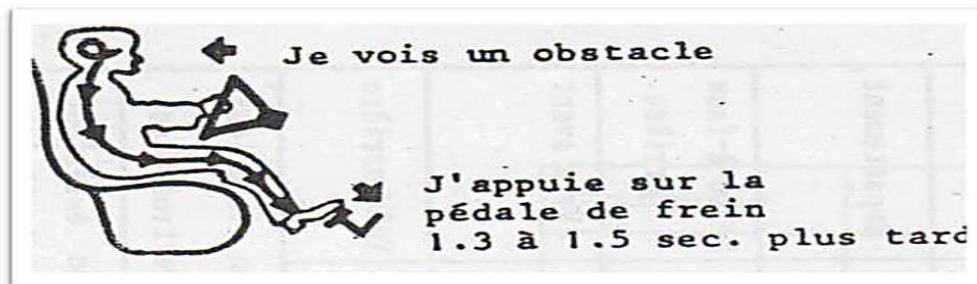 Je vois un obstacle
J'appuie sur la
pédale de frein
1.3 à 1.5 sec. plus tard